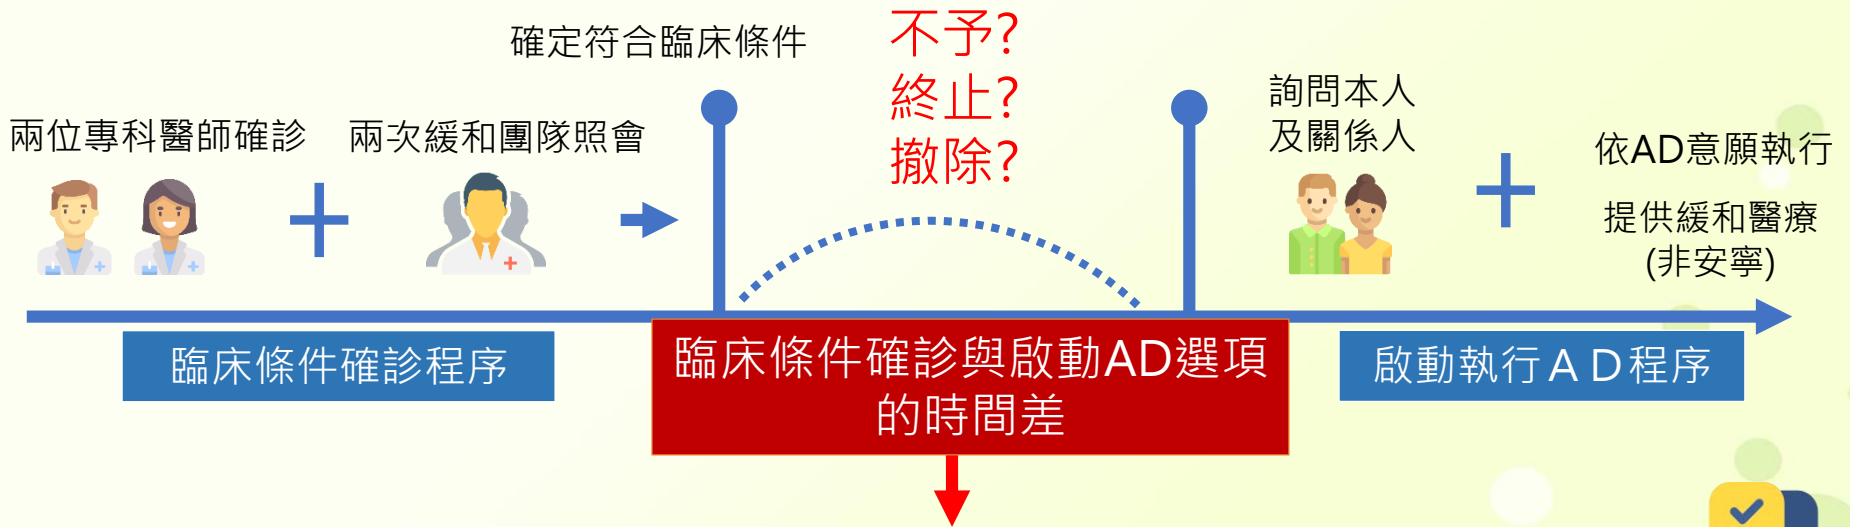 確定符合臨床條件
不予?
終止?
撤除?
兩位專科醫師確診
兩次緩和團隊照會
詢問本人
及關係人
依AD意願執行
提供緩和醫療
(非安寧)
臨床條件確診程序
臨床條件確診與啟動AD選項
的時間差
啟動執行ＡＤ程序